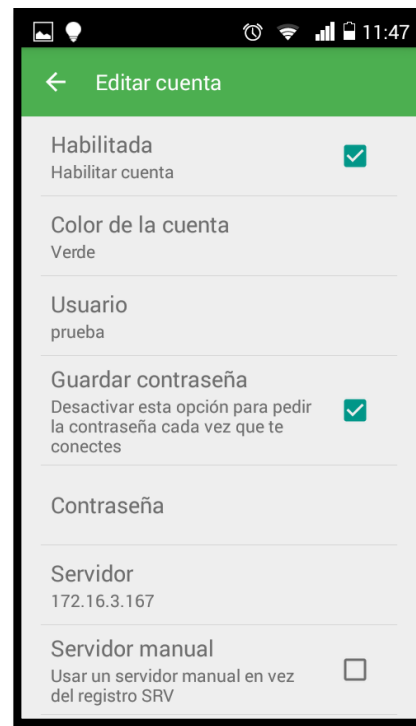 11:47
Editar cuenta
Habilitada
Habilitar cuenta
Color de la cuenta
Verde
Usuario
prueba
Guardar contraseña
Desactivar esta opción para pedir
la contraseña cada vez que te
conectes
Contraseña
Servidor
172.16.3.167
Servidor manual
Usar un servidor manual en vez
del registro SRV